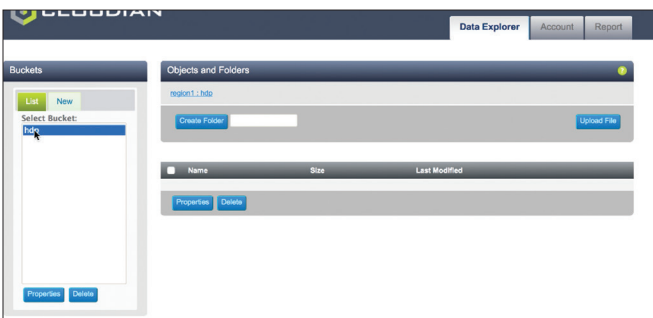 CLOUDIAN
Data Explorer Account Report
Buckets
List New
Select Bucket:
hdp
Properties Delete
Objects and Folders ?
region1 : hdp
Create Folder Upload File
Name Size Last Modified
Properties Delete